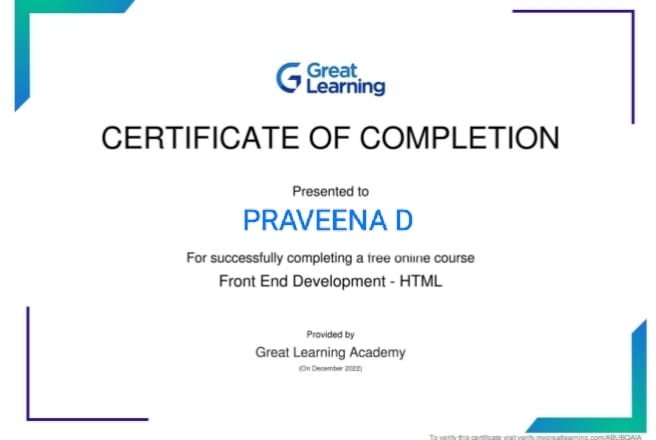 Great
Learning
CERTIFICATE OF COMPLETION
Presented to
PRAVEENA D
For successfully completing a free online course
Front End Development - HTML
Provided by
Great Learning Academy
(On December 2022)
To verify this certificate visit verify.mygreatlearning.com/ABUBQAIA